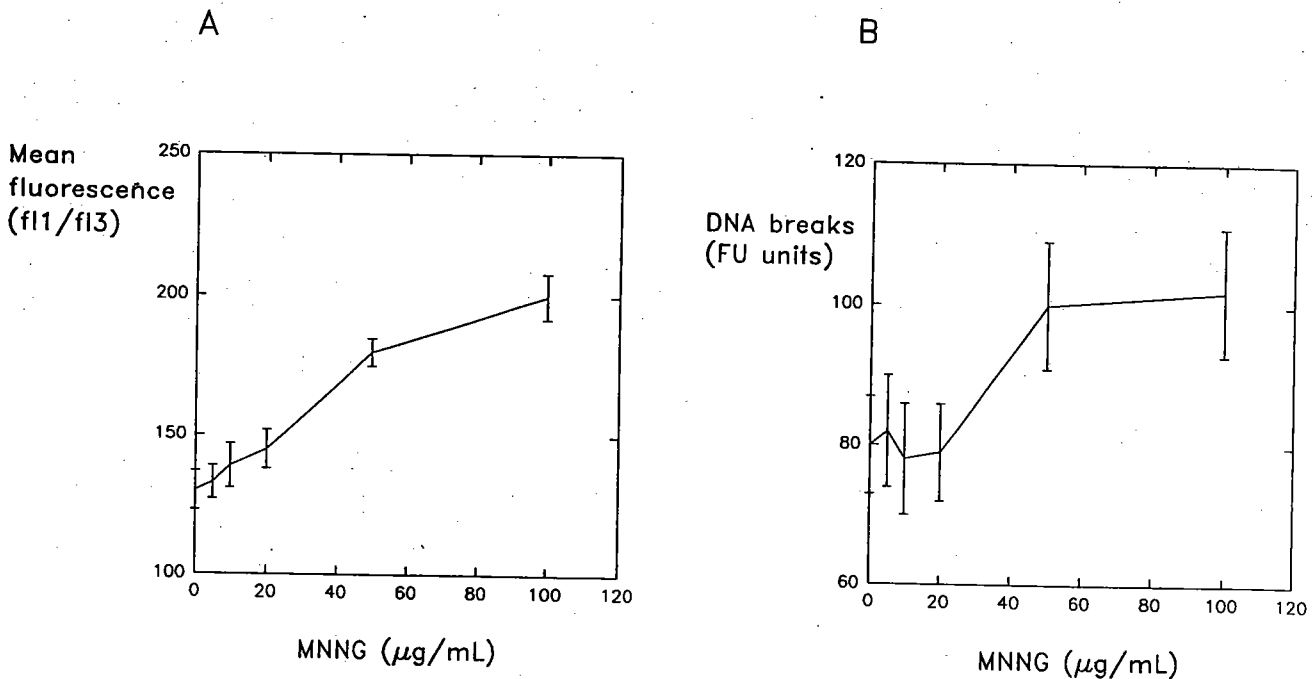 A
Mean
fluorescence
(fl1/fl3)
250
200
150
100
0
20
40
60
80
100
120
MNNG (μg/mL)
B
DNA breaks
(FU units)
120
100
80
60
0
20
40
60
80
100
120
MNNG (μg/mL)